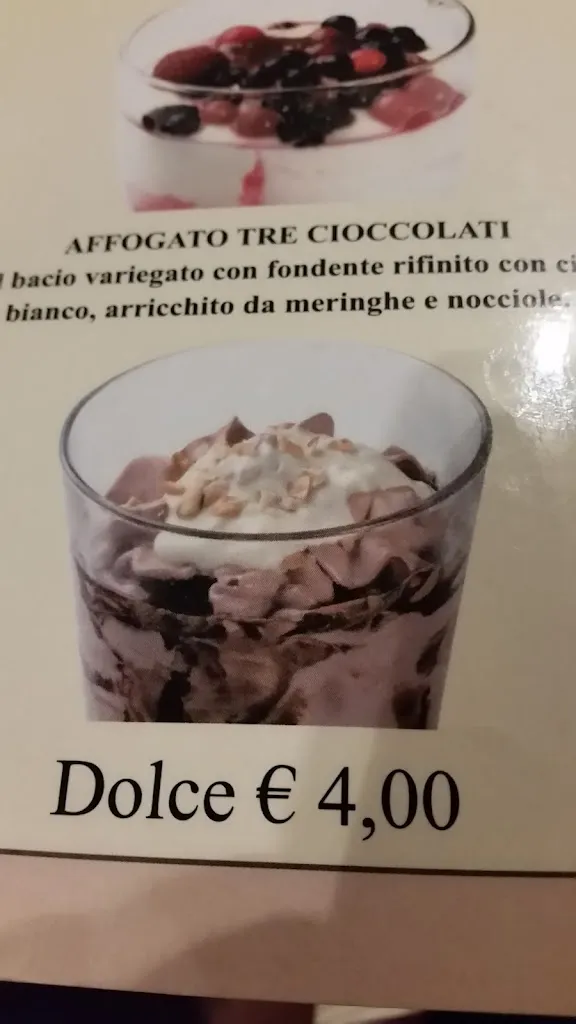 AFFOGATO TRE CIOCCOLATI
bacio variegato con fondente rifinito con
bianco, arricchito da meringhe e nocciole.
Dolce € 4,00